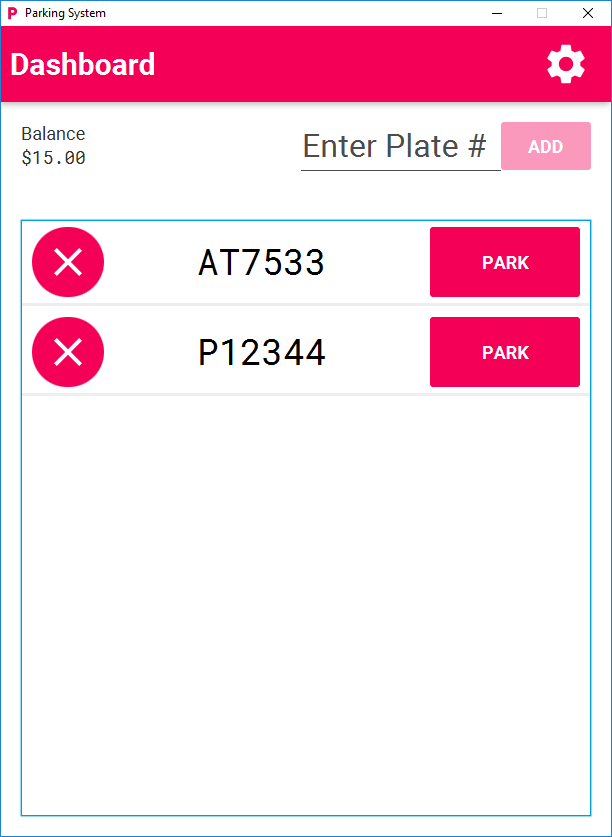 P Parking System
Dashboard
Balance
$15.00
Enter Plate #
ADD
AT7533
PARK
P12344
PARK